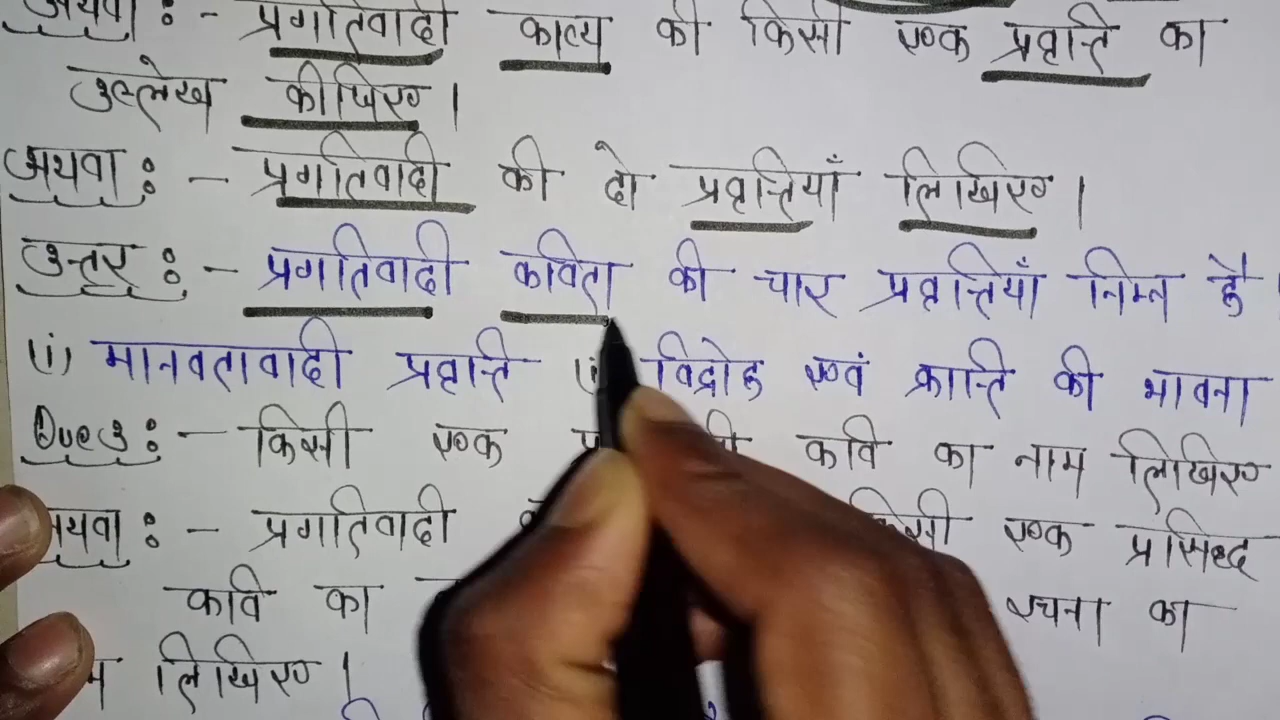 अथवा :- प्रगतिवादी काव्य की किसी एक प्रवृत्ति का
उल्लेख कीजिए।
अथवा :- प्रगतिवादी की दो प्रवृत्तियाँ लिखिए।
उत्तर :- प्रगतिवादी कविता की चार प्रवृत्तियाँ निम्न है।
(i) मानवतावादी प्रवृत्ति विद्रोह एवं क्रान्ति की भावना
Que3 :- किसी एक कवि का नाम लिखिए
अथवा :- प्रगतिवादी एक प्रसिध्द
कवि का रचना का
लिखिए।